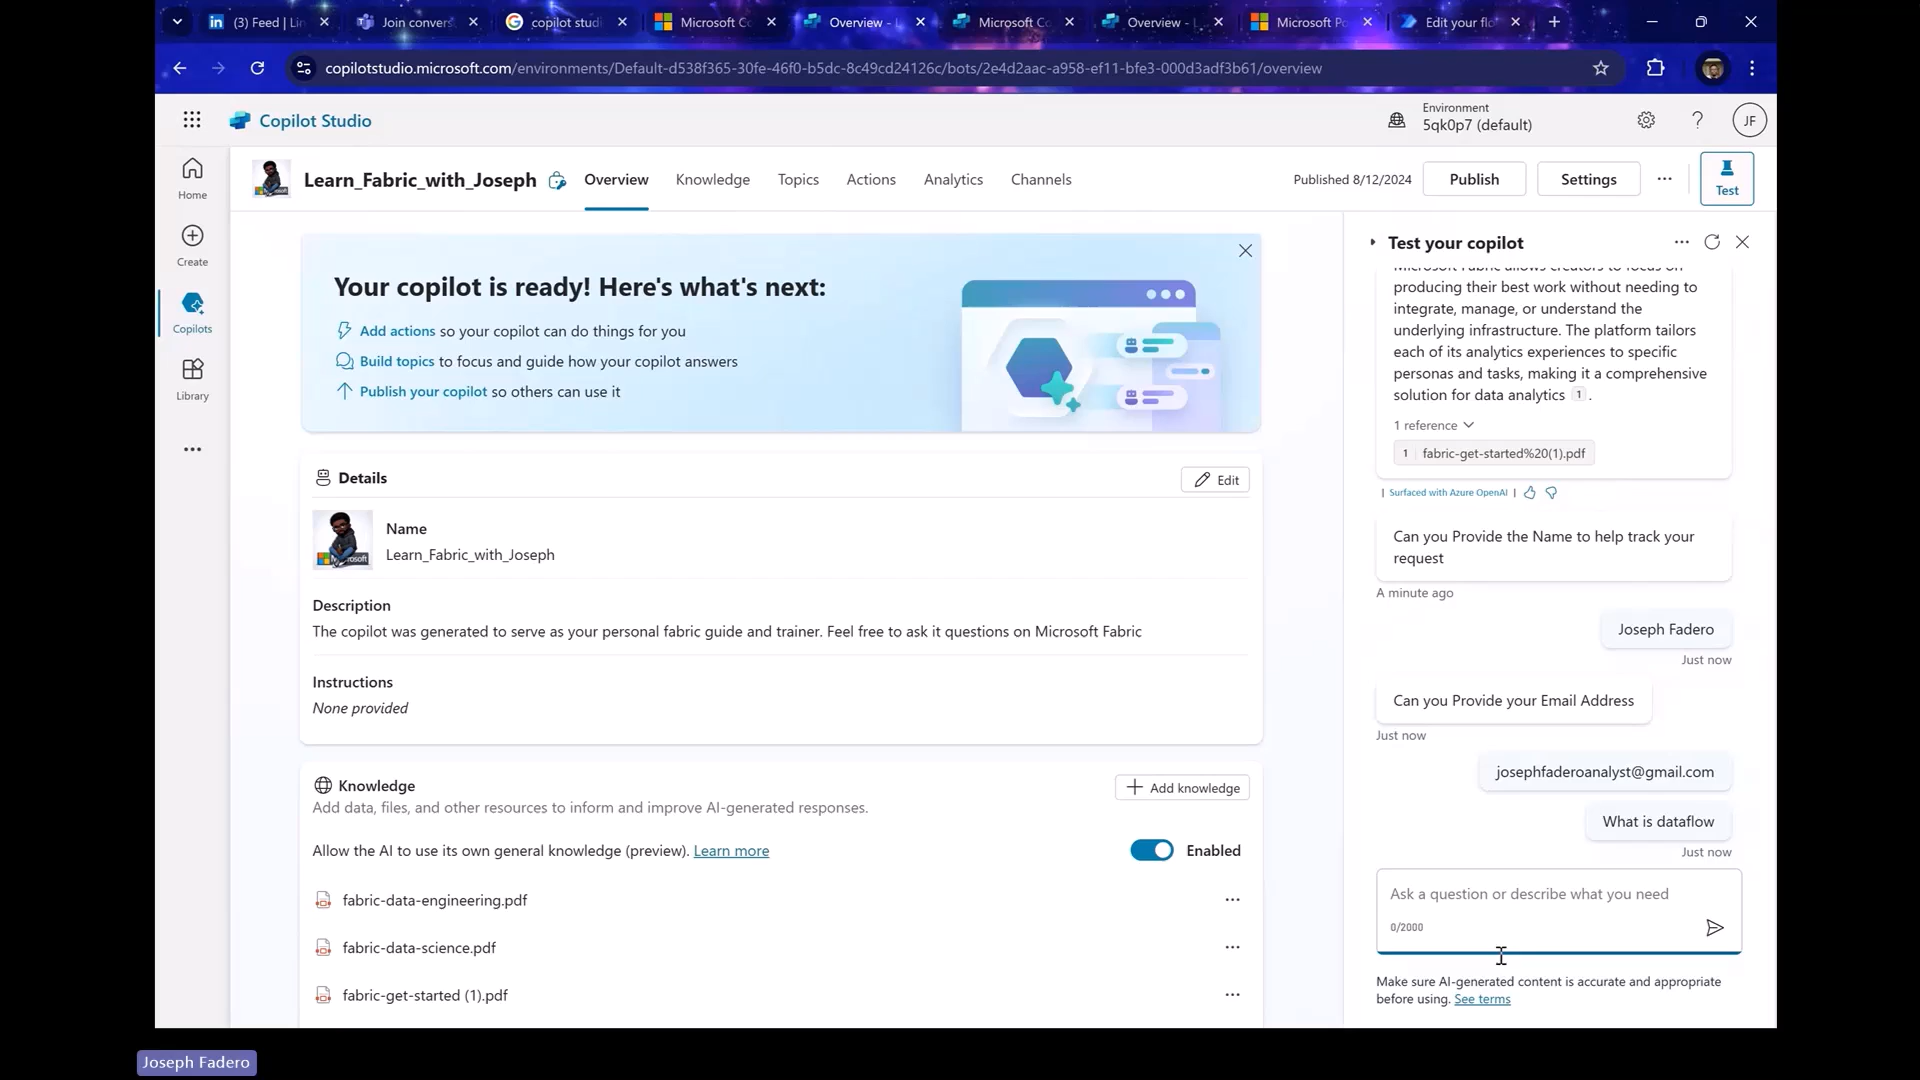 (3) Feed | Lin
Join convers
copilot studi
Microsoft Co
Overview - L
Microsoft Co
Overview - L
Microsoft Po
Edit your flo
copilotstudio.microsoft.com/environments/Default-d538f365-30fe-46f0-b5dc-8c49cd24126c/bots/2e4d2aac-a958-ef11-bfe3-000d3adf3b61/overview
Copilot Studio
Environment
5qk0p7 (default)
JF
Home
Create
Copilots
Library
Learn_Fabric_with_Joseph
Overview
Knowledge
Topics
Actions
Analytics
Channels
Published 8/12/2024
Publish
Settings
Test
Your copilot is ready! Here's what's next:
Add actions so your copilot can do things for you
Build topics to focus and guide how your copilot answers
Publish your copilot so others can use it
Details
Edit
Name
Learn_Fabric_with_Joseph
Description
The copilot was generated to serve as your personal fabric guide and trainer. Feel free to ask it questions on Microsoft Fabric
Instructions
None provided
Knowledge
Add knowledge
Add data, files, and other resources to inform and improve AI-generated responses.
Allow the AI to use its own general knowledge (preview). Learn more
Enabled
fabric-data-engineering.pdf
fabric-data-science.pdf
fabric-get-started (1).pdf
Test your copilot
Microsoft Fabric allows creators to focus on
producing their best work without needing to
integrate, manage, or understand the
underlying infrastructure. The platform tailors
each of its analytics experiences to specific
personas and tasks, making it a comprehensive
solution for data analytics 1 .
1 reference
1 fabric-get-started%20(1).pdf
| Surfaced with Azure OpenAI |
Can you Provide the Name to help track your
request
A minute ago
Joseph Fadero
Just now
Can you Provide your Email Address
Just now
josephfaderoanalyst@gmail.com
What is dataflow
Just now
Ask a question or describe what you need
0/2000
Make sure AI-generated content is accurate and appropriate
before using. See terms
Joseph Fadero